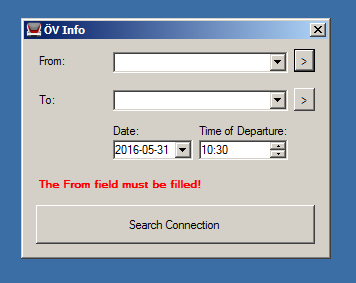 ÖV Info
From:
>
To:
>
Date: Time of Departure:
2016-05-31 10:30
The From field must be filled!
Search Connection